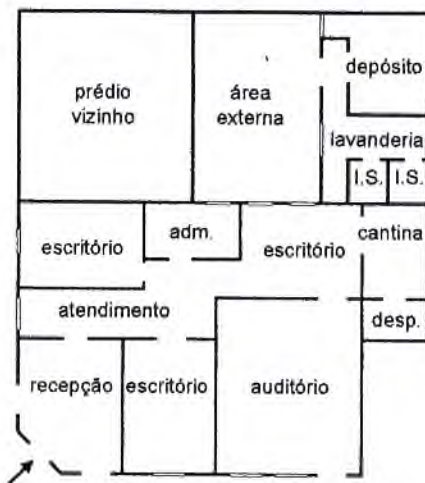 prédio
vizinho
área
externa
depósito
lavanderia
I.S. I.S.
escritório
adm.
escritório
cantina
atendimento
desp.
recepção
escritório
auditório